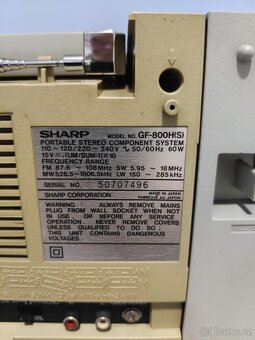 SHARP MODEL NO. GF-800H(S)
PORTABLE STEREO COMPONENT SYSTEM
110 ~ 120/220 ~ 240V ∿ 50/60Hz 60W
15V ⎓ (UM/SUM-1)×10
FREQUENCY RANGE
FM 87.6 ~ 108MHz SW 5.95 ~ 18MHz
MW 526.5~1606.5kHz LW 150 ~ 285kHz
SERIAL NO. 50707496
SHARP CORPORATION MADE IN JAPAN
FABRIQUÉ AU JAPON
WARNING : ALWAYS REMOVE MAINS
PLUG FROM WALL SOCKET WHEN NOT
IN USE OR BEFORE ANY SERVICE
OPERATION. NEVER REMOVE COVERS
UNLESS QUALIFIED TO DO SO !
THIS UNIT CONTAINS DANGEROUS
VOLTAGES.